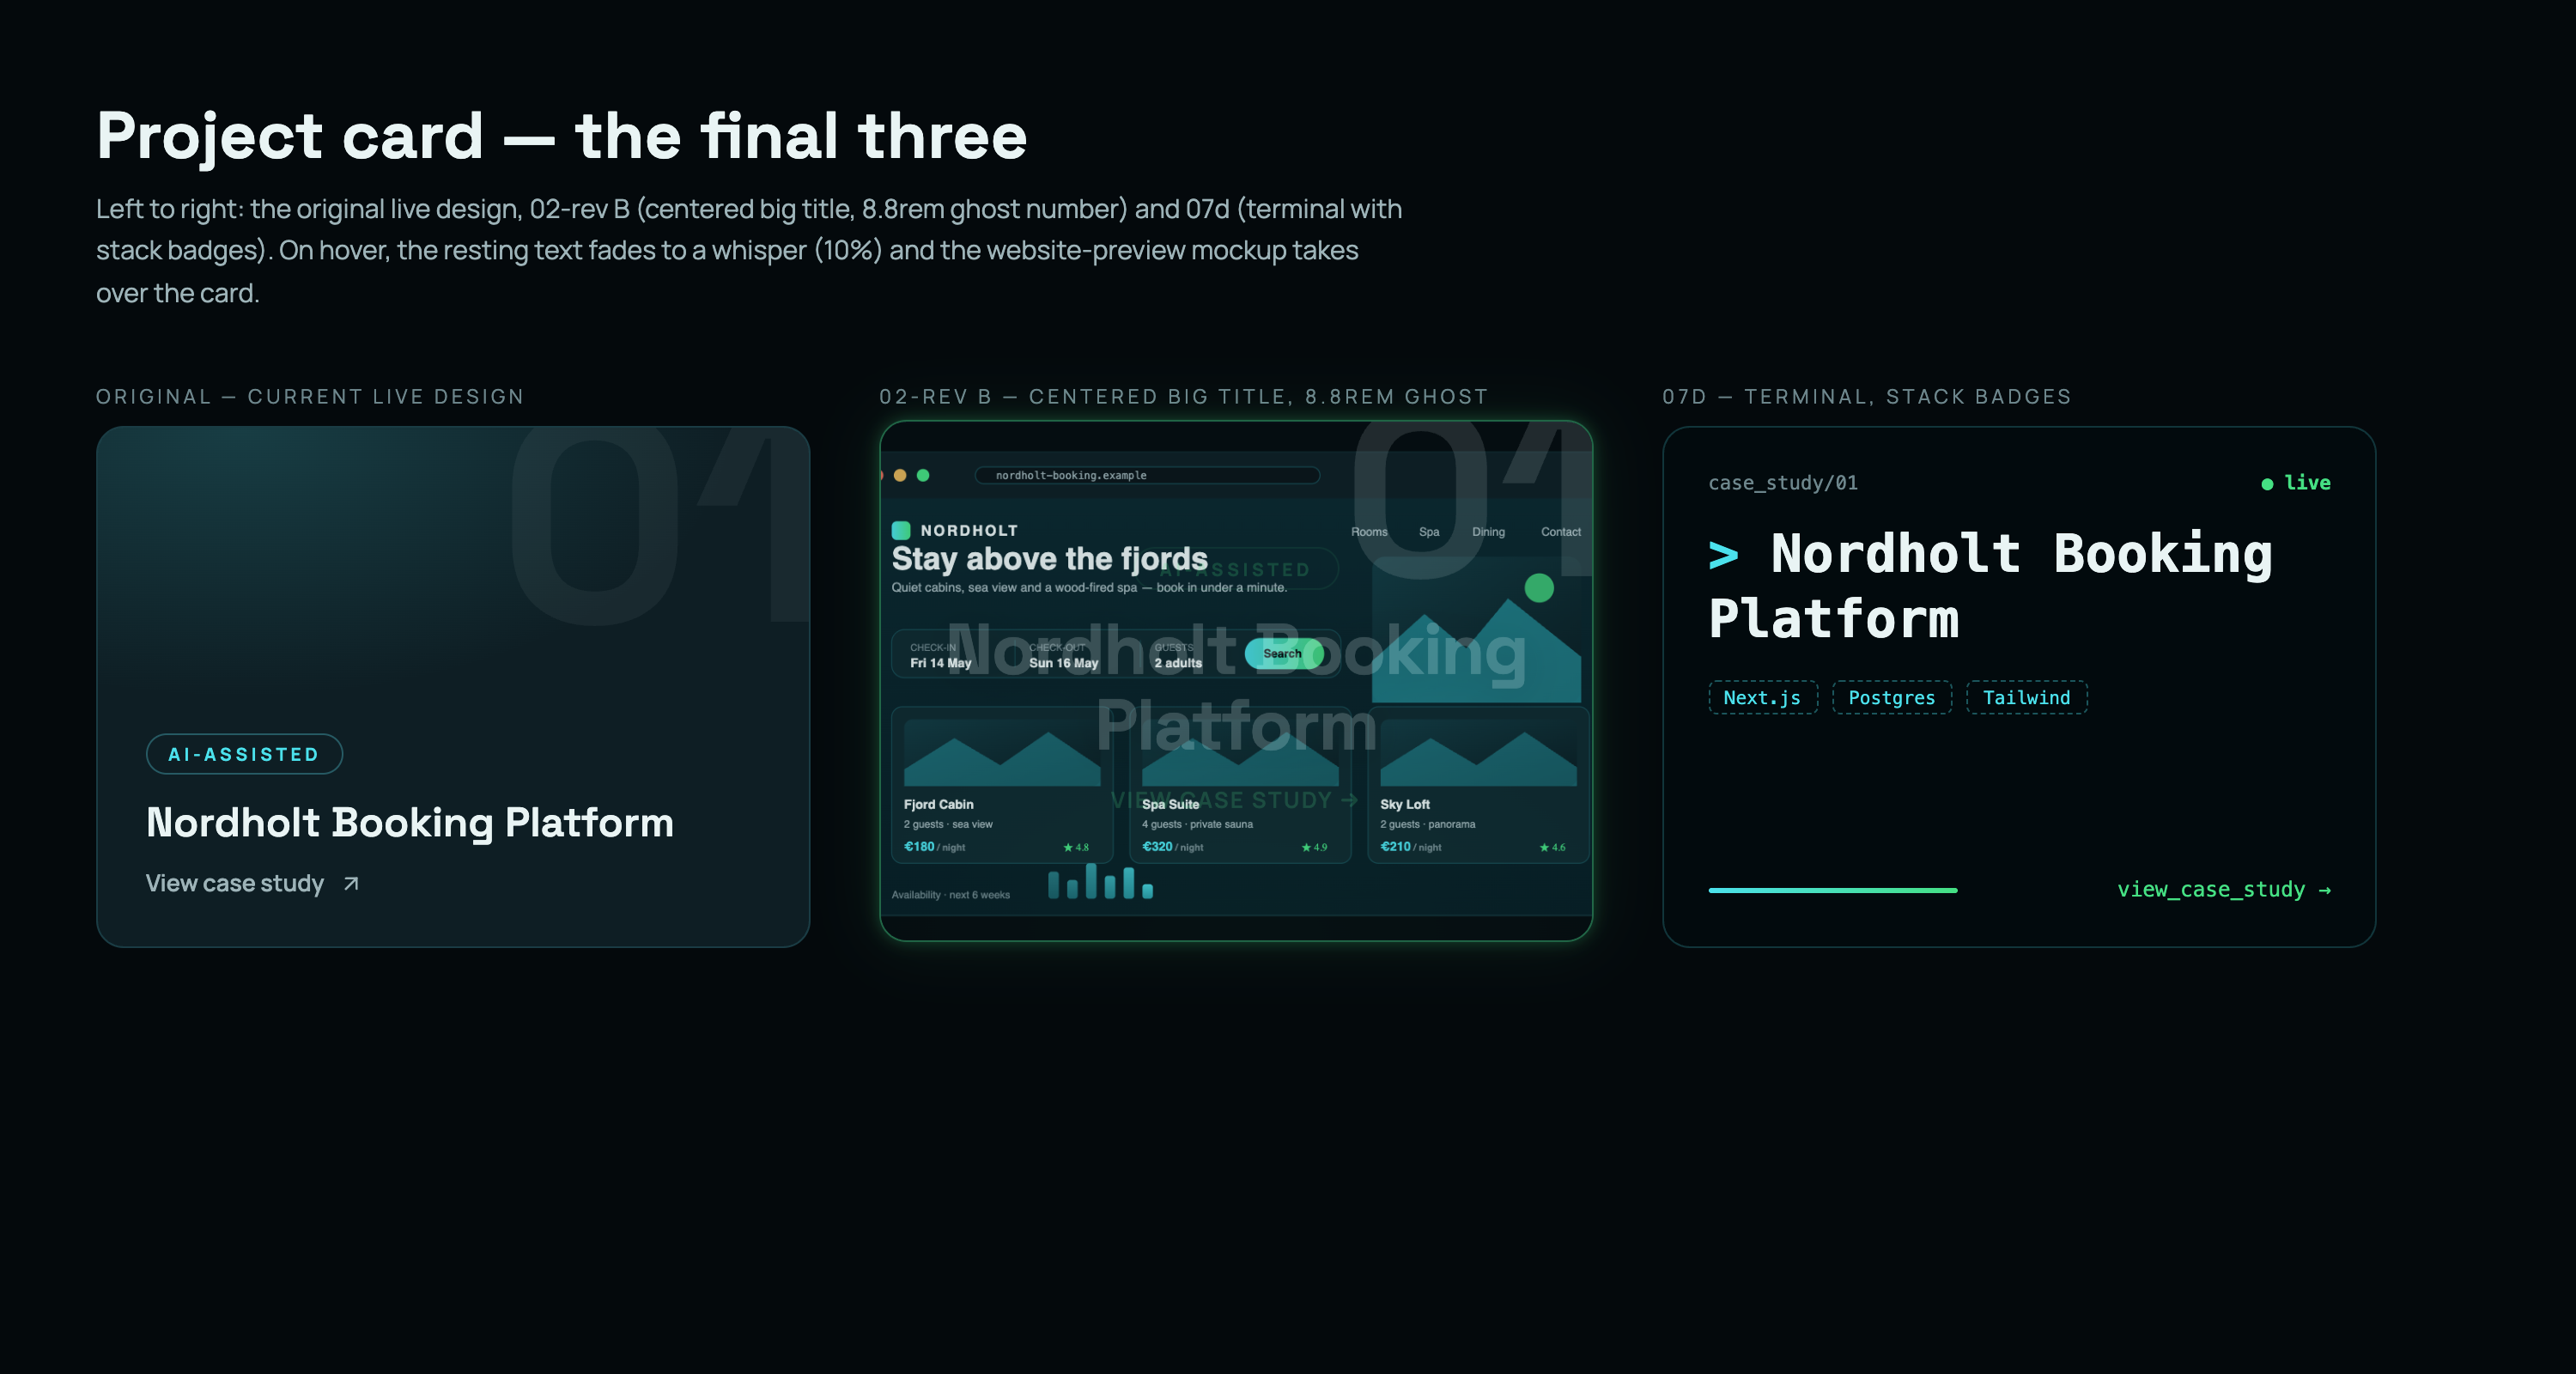 Project card — the final three
Left to right: the original live design, 02-rev B (centered big title, 8.8rem ghost number) and 07d (terminal with
stack badges). On hover, the resting text fades to a whisper (10%) and the website-preview mockup takes
over the card.
ORIGINAL — CURRENT LIVE DESIGN
01
AI-ASSISTED
Nordholt Booking Platform
View case study ↗
02-REV B — CENTERED BIG TITLE, 8.8REM GHOST
01
nordholt-booking.example
NORDHOLT
Rooms Spa Dining Contact
Stay above the fjords
AI-ASSISTED
Quiet cabins, sea view and a wood-fired spa — book in under a minute.
Nordholt Booking
Platform
CHECK-IN CHECK-OUT GUESTS
Fri 14 May Sun 16 May 2 adults Search
VIEW CASE STUDY →
Fjord Cabin
2 guests · sea view
€180 / night ★ 4.8
Spa Suite
4 guests · private sauna
€320 / night ★ 4.9
Sky Loft
2 guests · panorama
€210 / night ★ 4.6
Availability · next 6 weeks
07D — TERMINAL, STACK BADGES
case_study/01 ● live
> Nordholt Booking
Platform
Next.js Postgres Tailwind
view_case_study →